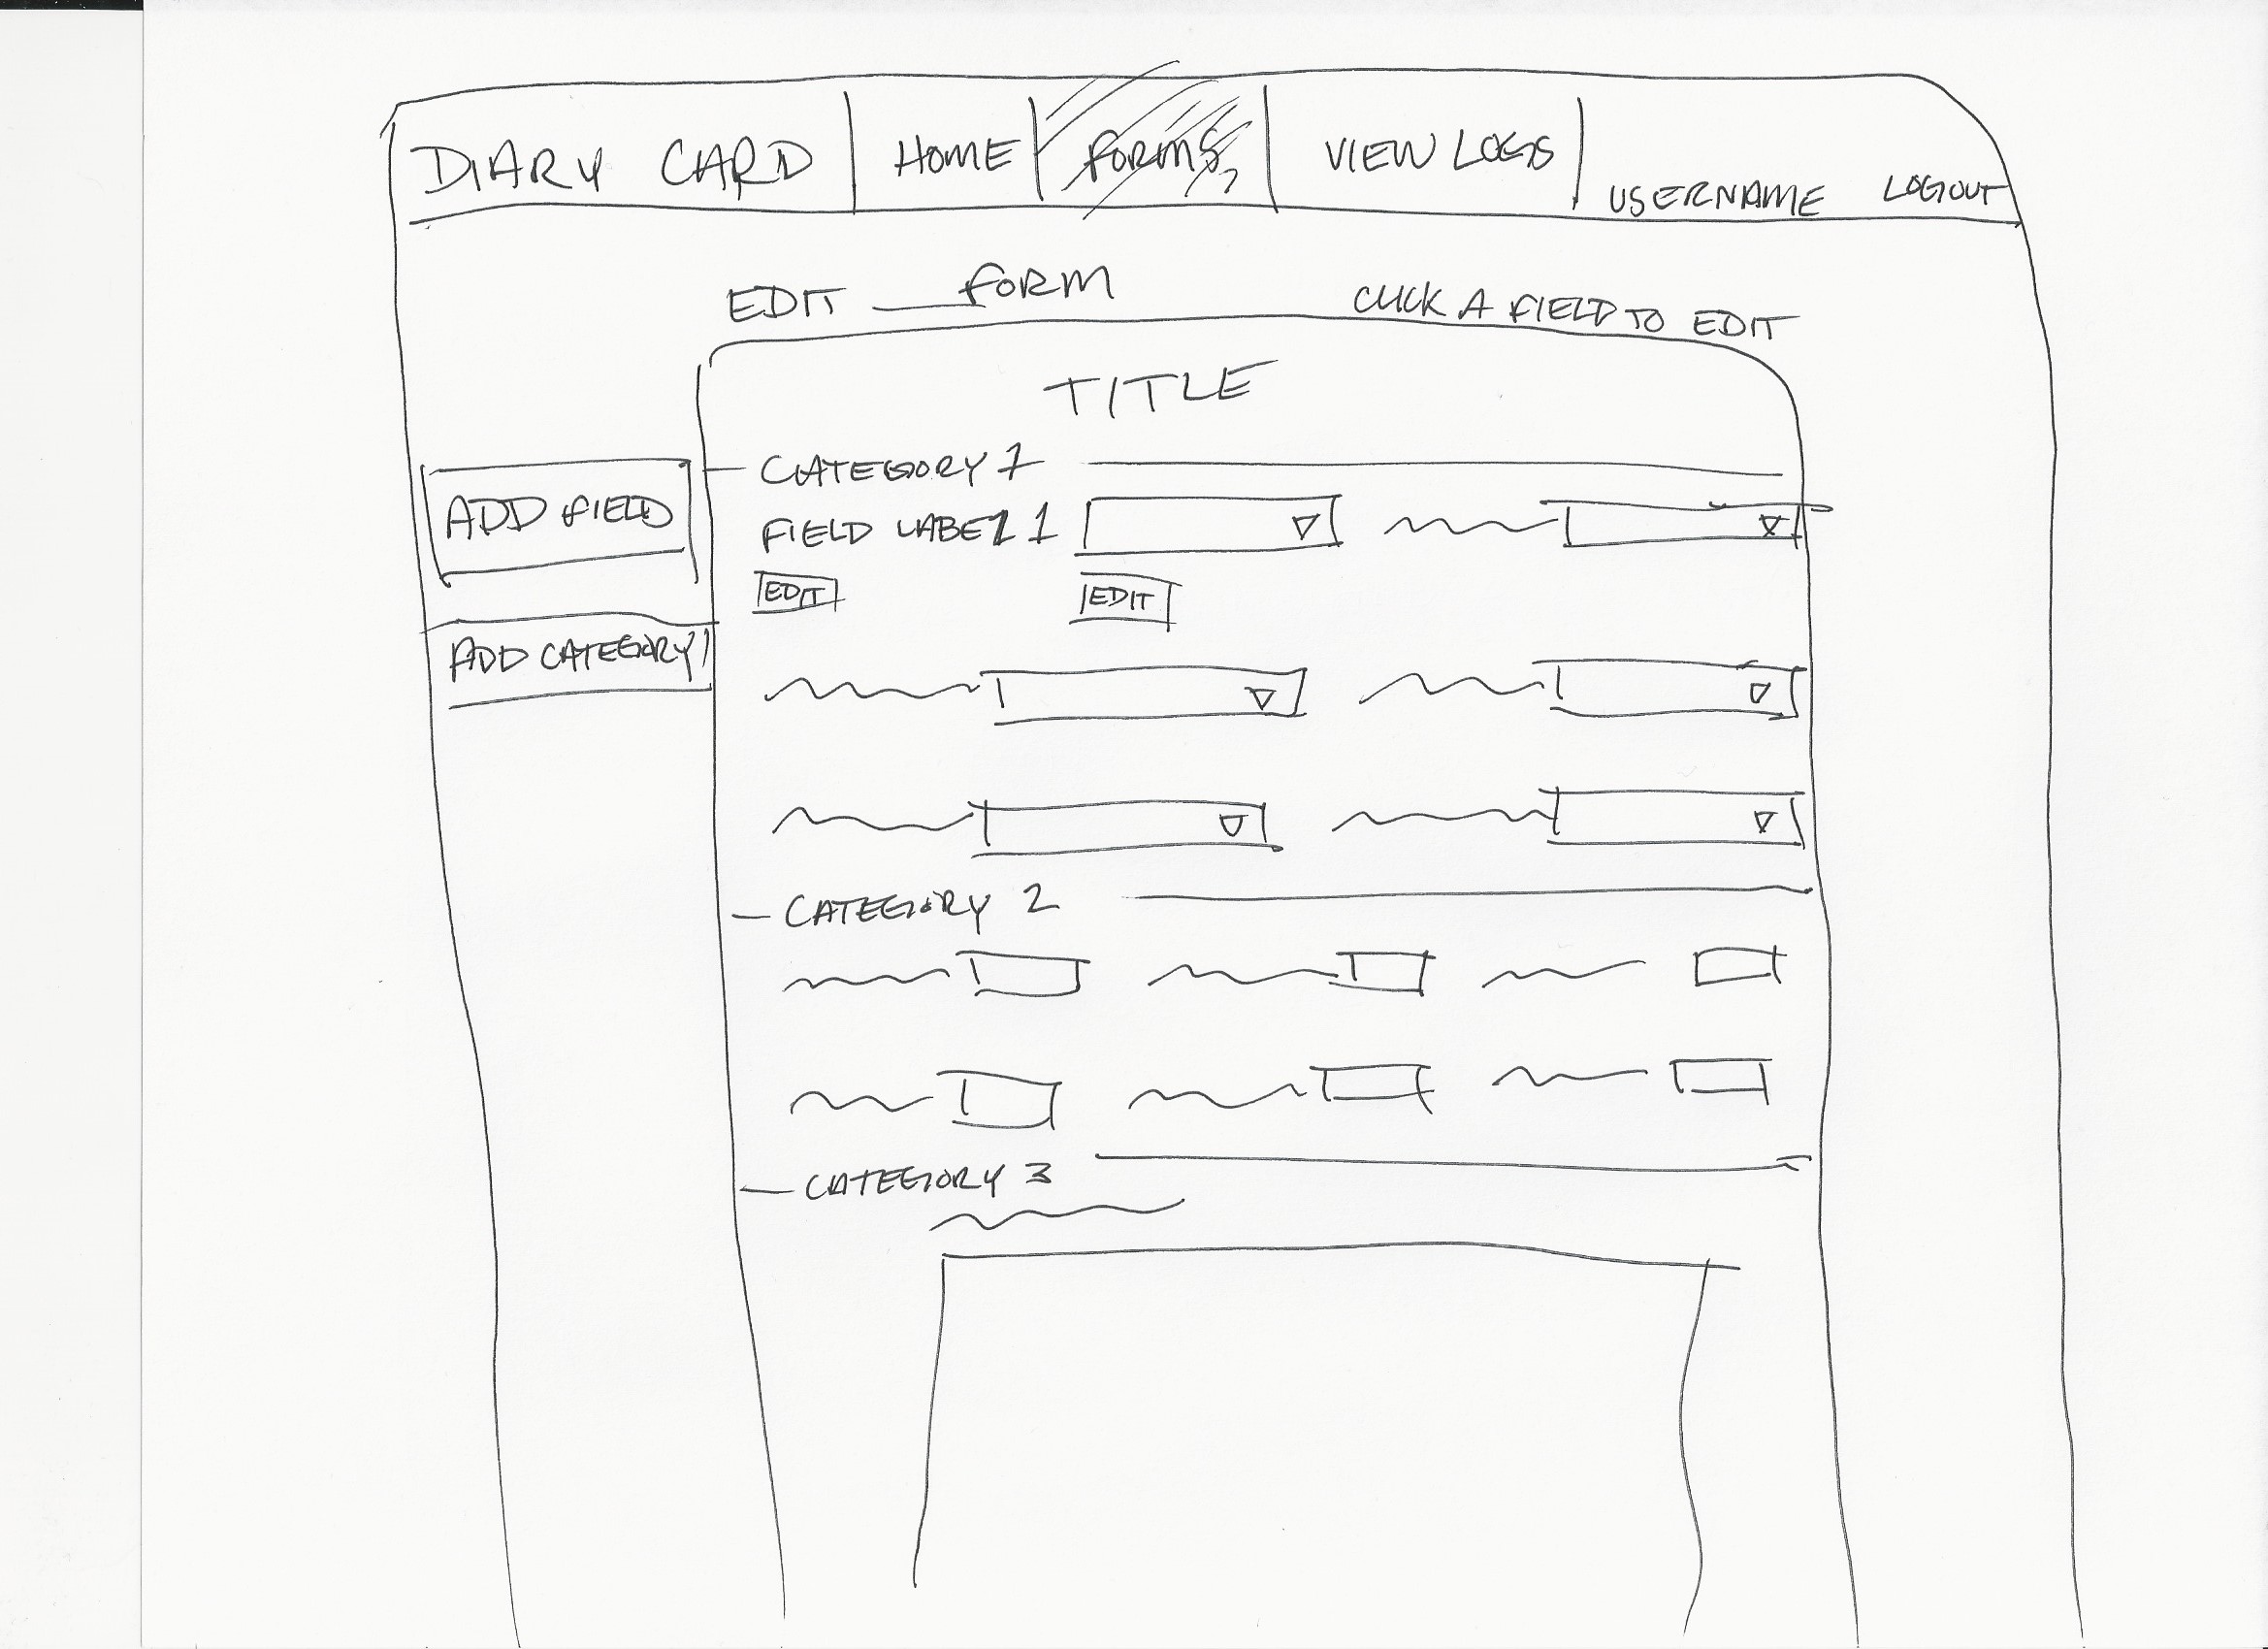 DIARY CARD HOME FORMS VIEW LOGS USERNAME LOGOUT
EDIT ___ FORM CLICK A FIELD TO EDIT
TITLE
CATEGORY 1
ADD FIELD
FIELD LABEL 1
EDIT EDIT
ADD CATEGORY
CATEGORY 2
CATEGORY 3